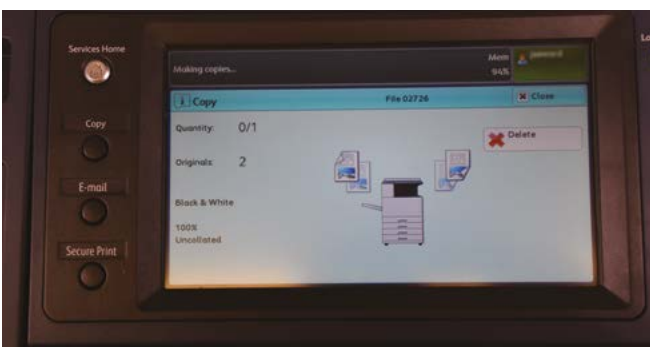 Services Home
Copy
E-mail
Secure Print
Making copies...
Mem
94%
i Copy
File 02726
Close
Quantity: 0/1
Delete
Originals: 2
Black & White
100%
Uncollated
Lo